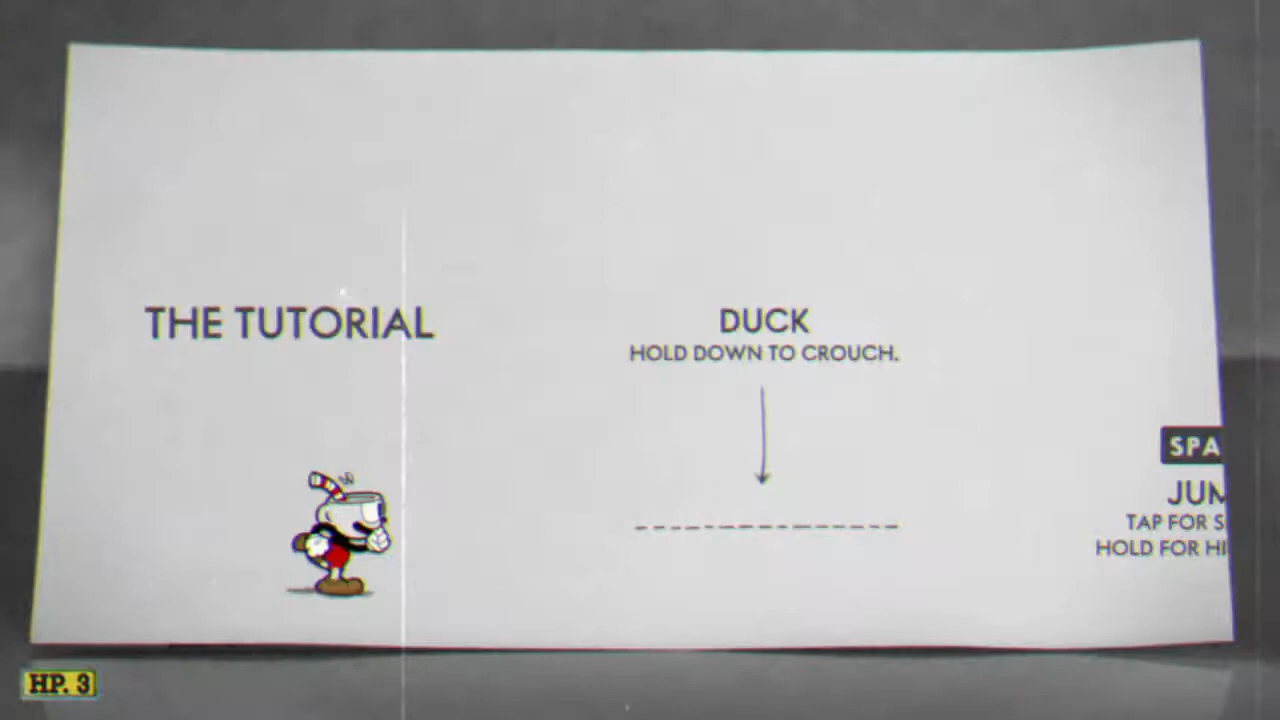 THE TUTORIAL
DUCK
HOLD DOWN TO CROUCH.
SPA
JUM
TAP FOR S
HOLD FOR HI
HP. 3